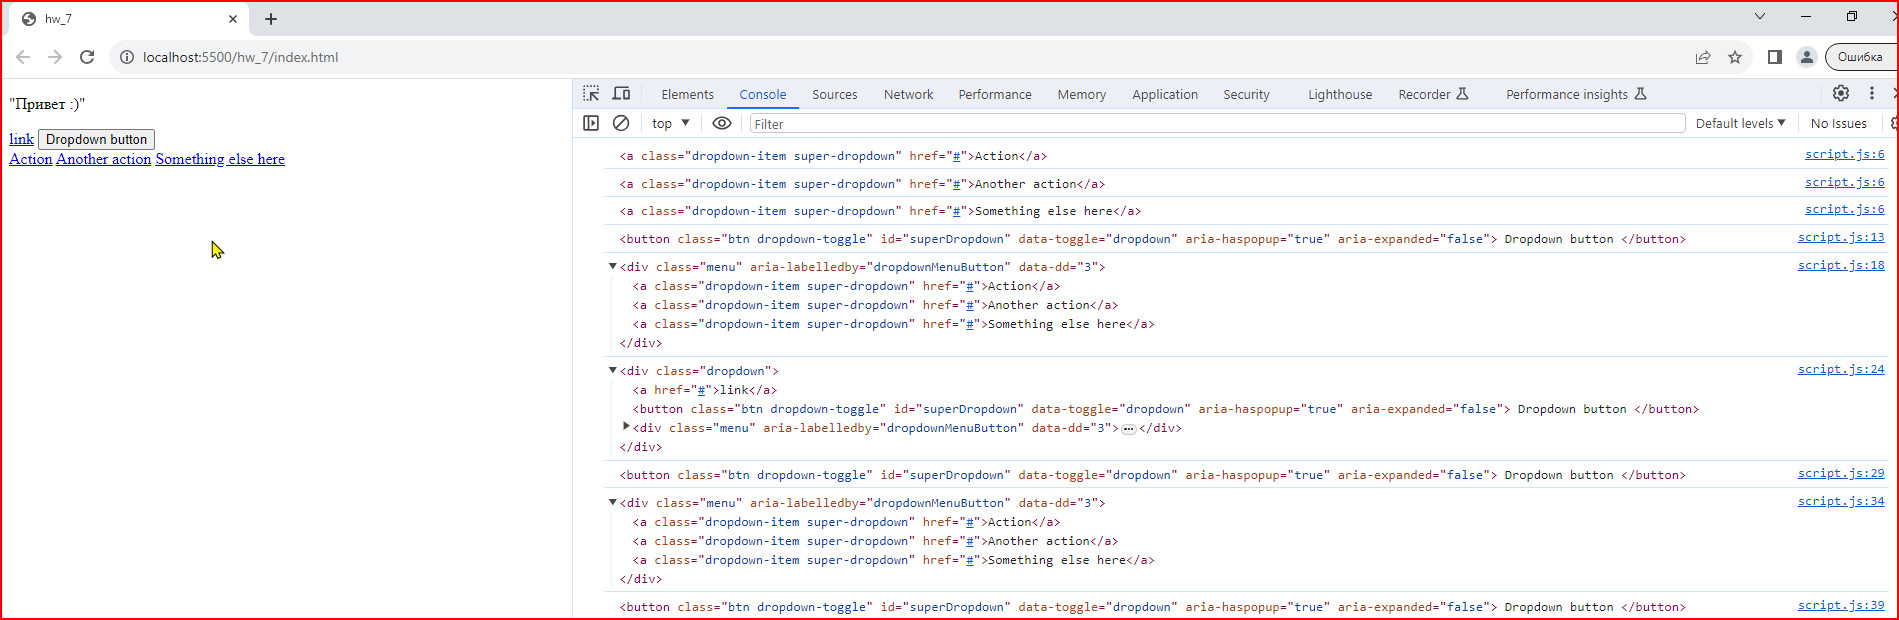 hw_7
localhost:5500/hw_7/index.html
Ошибка
"Привет :)"
link Dropdown button
Action Another action Something else here
Elements Console Sources Network Performance Memory Application Security Lighthouse Recorder Performance insights
top Filter Default levels No Issues
<a class="dropdown-item super-dropdown" href="#">Action</a> script.js:6
<a class="dropdown-item super-dropdown" href="#">Another action</a> script.js:6
<a class="dropdown-item super-dropdown" href="#">Something else here</a> script.js:6
<button class="btn dropdown-toggle" id="superDropdown" data-toggle="dropdown" aria-haspopup="true" aria-expanded="false"> Dropdown button </button> script.js:13
<div class="menu" aria-labelledby="dropdownMenuButton" data-dd="3"> script.js:18
<a class="dropdown-item super-dropdown" href="#">Action</a>
<a class="dropdown-item super-dropdown" href="#">Another action</a>
<a class="dropdown-item super-dropdown" href="#">Something else here</a>
</div>
<div class="dropdown"> script.js:24
<a href="#">link</a>
<button class="btn dropdown-toggle" id="superDropdown" data-toggle="dropdown" aria-haspopup="true" aria-expanded="false"> Dropdown button </button>
<div class="menu" aria-labelledby="dropdownMenuButton" data-dd="3">…</div>
</div>
<button class="btn dropdown-toggle" id="superDropdown" data-toggle="dropdown" aria-haspopup="true" aria-expanded="false"> Dropdown button </button> script.js:29
<div class="menu" aria-labelledby="dropdownMenuButton" data-dd="3"> script.js:34
<a class="dropdown-item super-dropdown" href="#">Action</a>
<a class="dropdown-item super-dropdown" href="#">Another action</a>
<a class="dropdown-item super-dropdown" href="#">Something else here</a>
</div>
<button class="btn dropdown-toggle" id="superDropdown" data-toggle="dropdown" aria-haspopup="true" aria-expanded="false"> Dropdown button </button> script.js:39